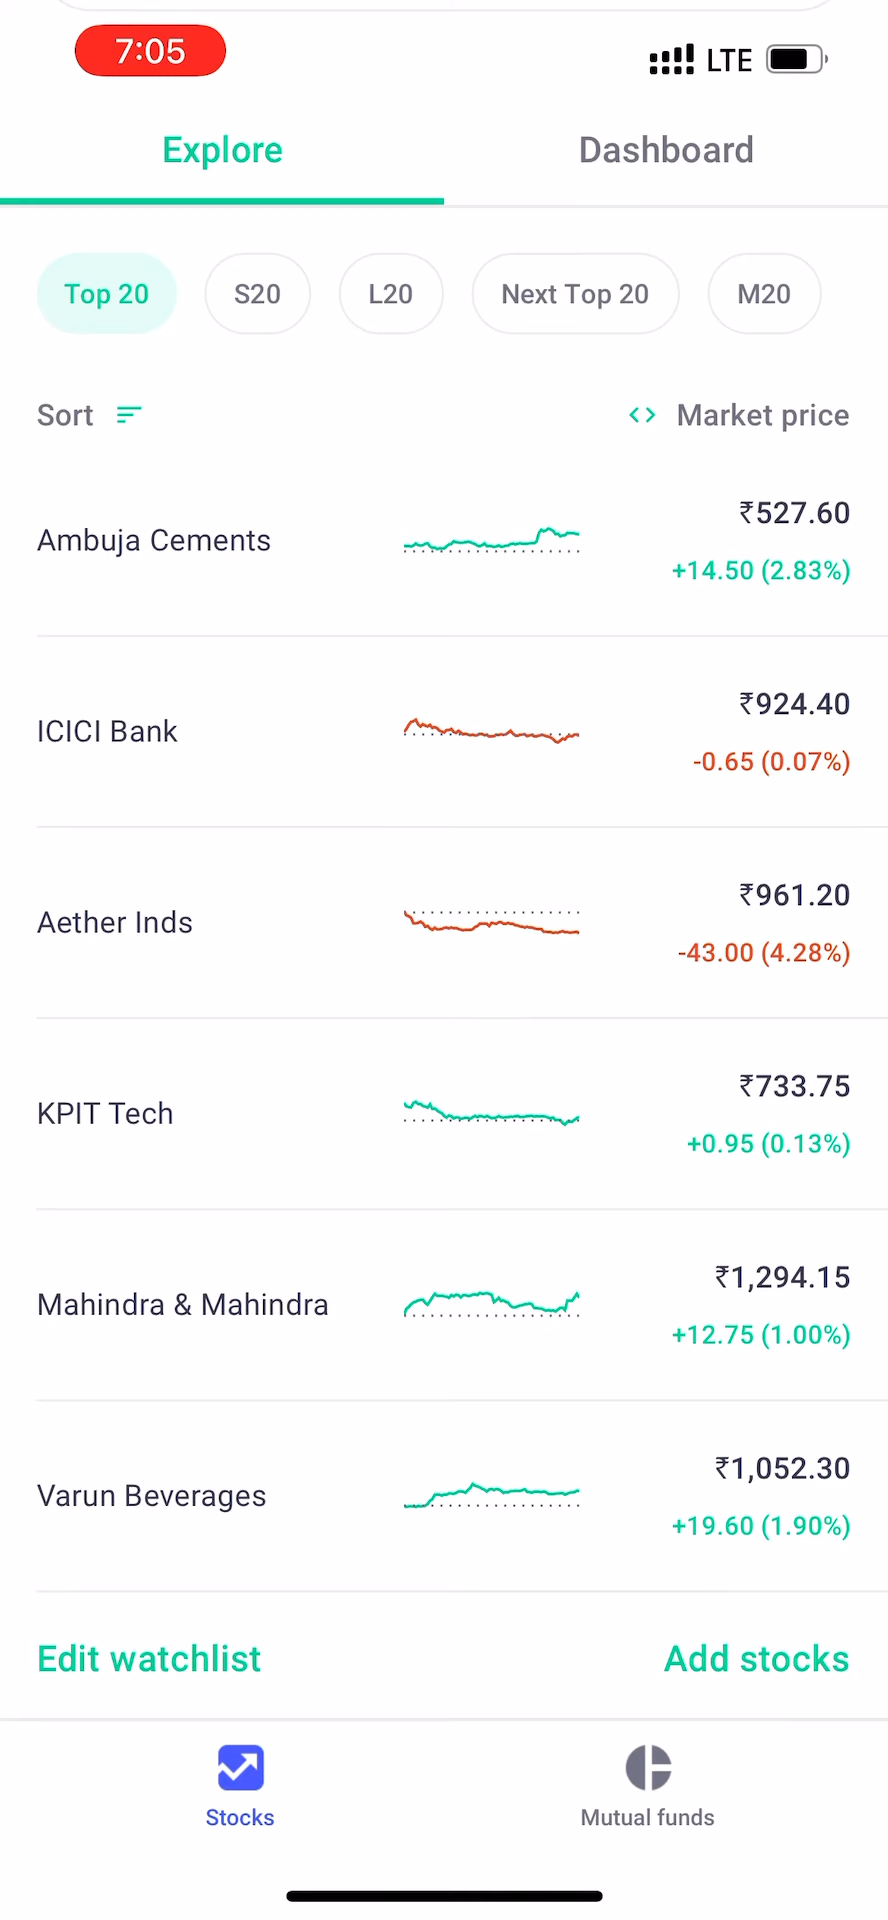 7:05
LTE
Explore
Dashboard
Top 20
S20
L20
Next Top 20
M20
Sort
<> Market price
Ambuja Cements
₹527.60
+14.50 (2.83%)
ICICI Bank
₹924.40
-0.65 (0.07%)
Aether Inds
₹961.20
-43.00 (4.28%)
KPIT Tech
₹733.75
+0.95 (0.13%)
Mahindra & Mahindra
₹1,294.15
+12.75 (1.00%)
Varun Beverages
₹1,052.30
+19.60 (1.90%)
Edit watchlist
Add stocks
Stocks
Mutual funds